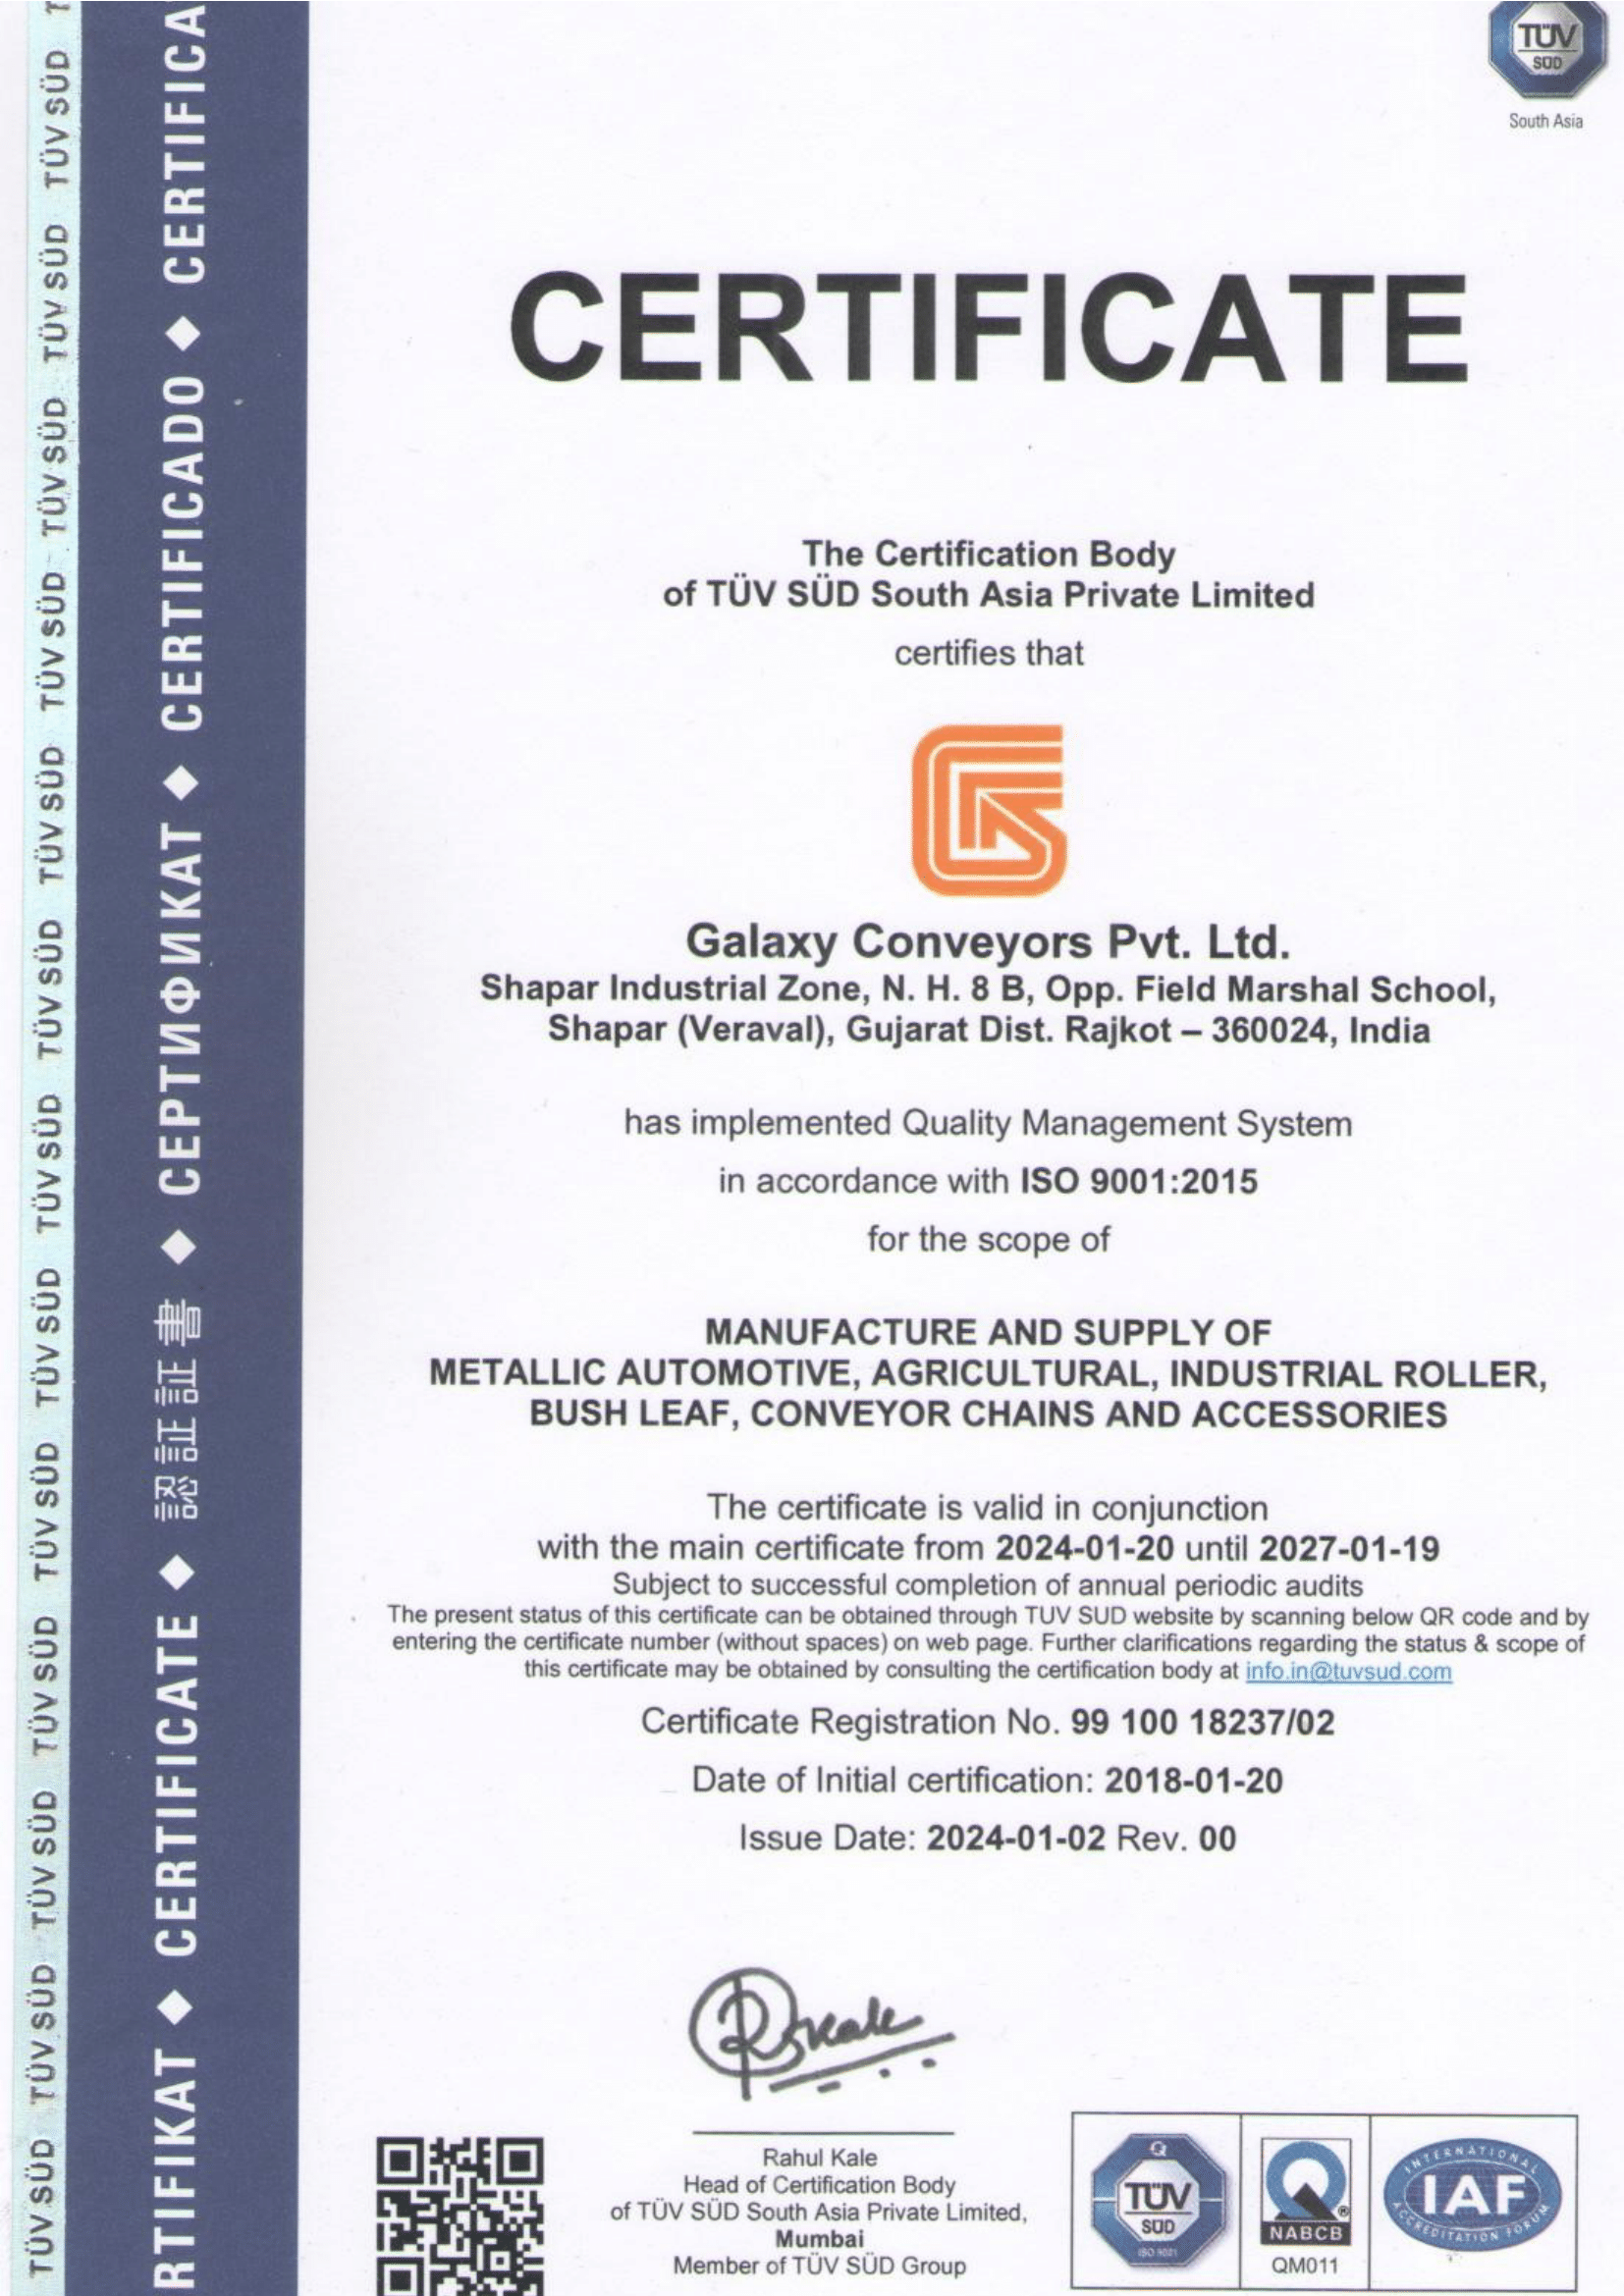 TÜV
SÜD
South Asia
TÜV SÜD TÜV SÜD TÜV SÜD TÜV SÜD TÜV SÜD TÜV SÜD TÜV SÜD TÜV SÜD TÜV SÜD TÜV SÜD TÜV SÜD TÜV SÜD TÜV SÜD
RTIFIKAT ◆ CERTIFICATE ◆ 認証証書 ◆ СЕРТИФИКАТ ◆ CERTIFICADO ◆ CERTIFICA
CERTIFICATE
The Certification Body
of TÜV SÜD South Asia Private Limited
certifies that
Galaxy Conveyors Pvt. Ltd.
Shapar Industrial Zone, N. H. 8 B, Opp. Field Marshal School,
Shapar (Veraval), Gujarat Dist. Rajkot – 360024, India
has implemented Quality Management System
in accordance with ISO 9001:2015
for the scope of
MANUFACTURE AND SUPPLY OF
METALLIC AUTOMOTIVE, AGRICULTURAL, INDUSTRIAL ROLLER,
BUSH LEAF, CONVEYOR CHAINS AND ACCESSORIES
The certificate is valid in conjunction
with the main certificate from 2024-01-20 until 2027-01-19
Subject to successful completion of annual periodic audits
The present status of this certificate can be obtained through TUV SUD website by scanning below QR code and by
entering the certificate number (without spaces) on web page. Further clarifications regarding the status & scope of
this certificate may be obtained by consulting the certification body at info.in@tuvsud.com
Certificate Registration No. 99 100 18237/02
Date of Initial certification: 2018-01-20
Issue Date: 2024-01-02 Rev. 00
RSKale
Rahul Kale
Head of Certification Body
of TÜV SÜD South Asia Private Limited,
Mumbai
Member of TÜV SÜD Group
Q
TÜV
SÜD
ISO 9001
NABCB
QM011
INTERNATIONAL
IAF
ACCREDITATION FORUM